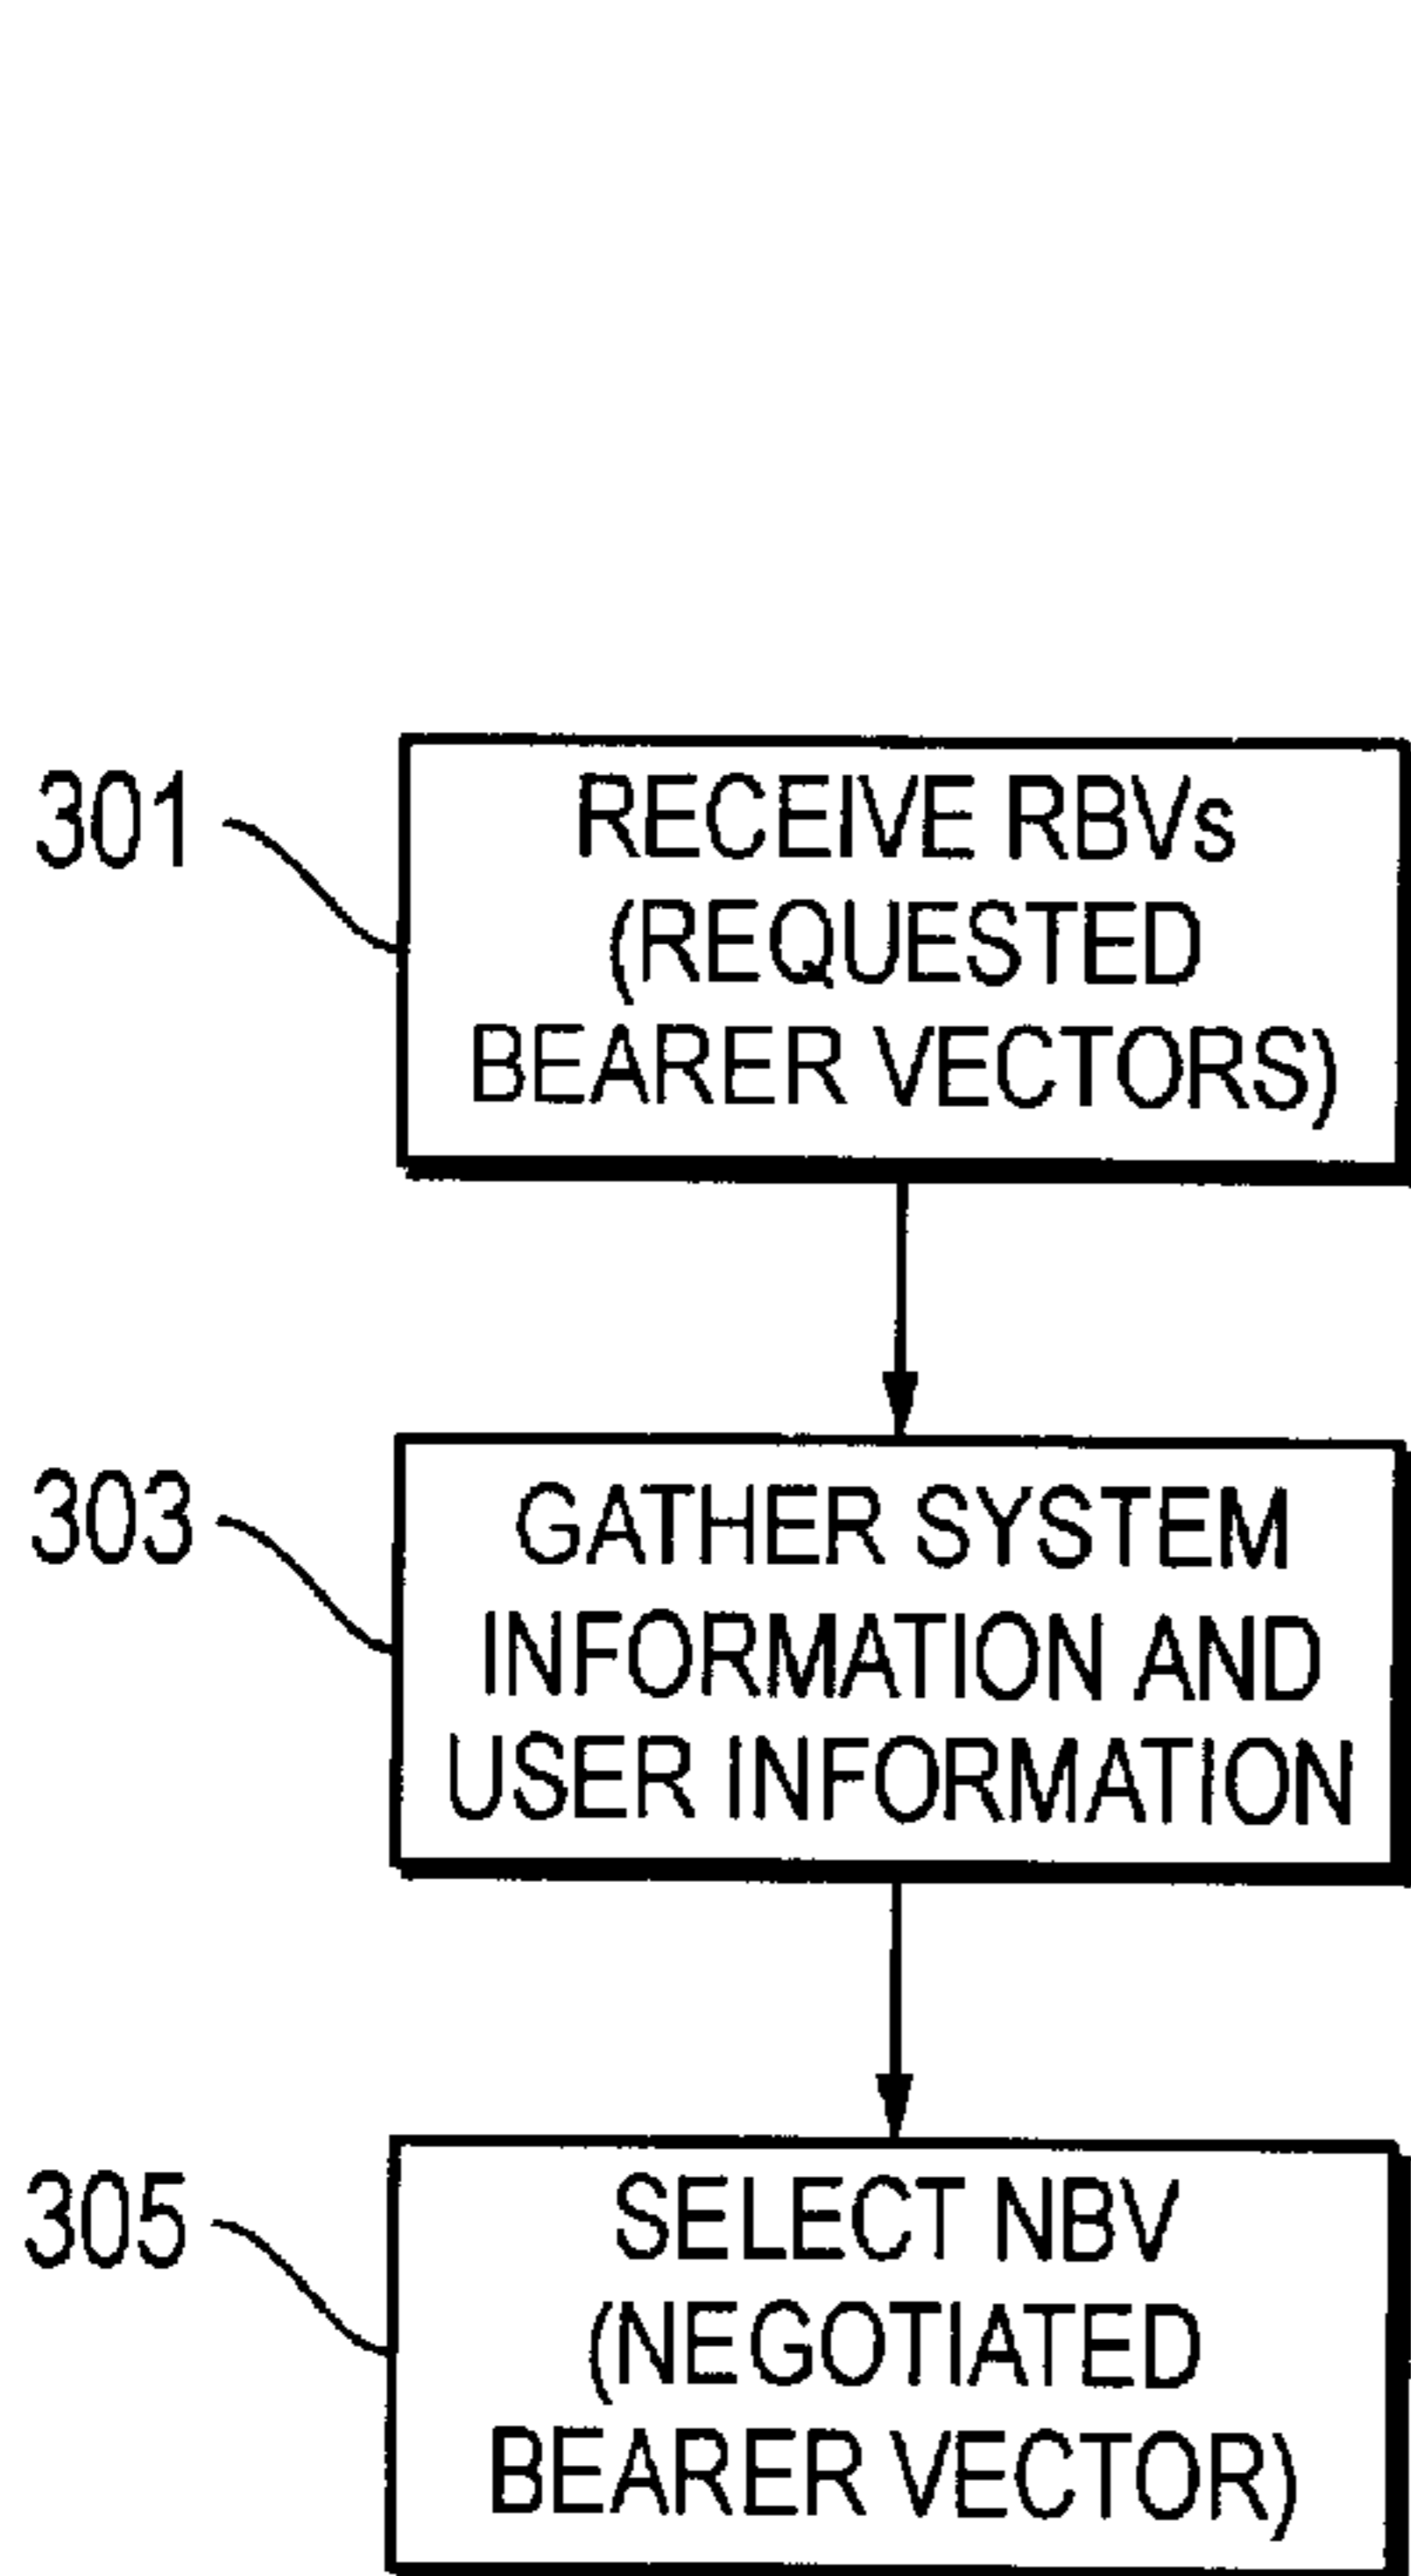 301
RECEIVE RBVs
(REQUESTED
BEARER VECTORS)
303
GATHER SYSTEM
INFORMATION AND
USER INFORMATION
305
SELECT NBV
(NEGOTIATED
BEARER VECTOR)